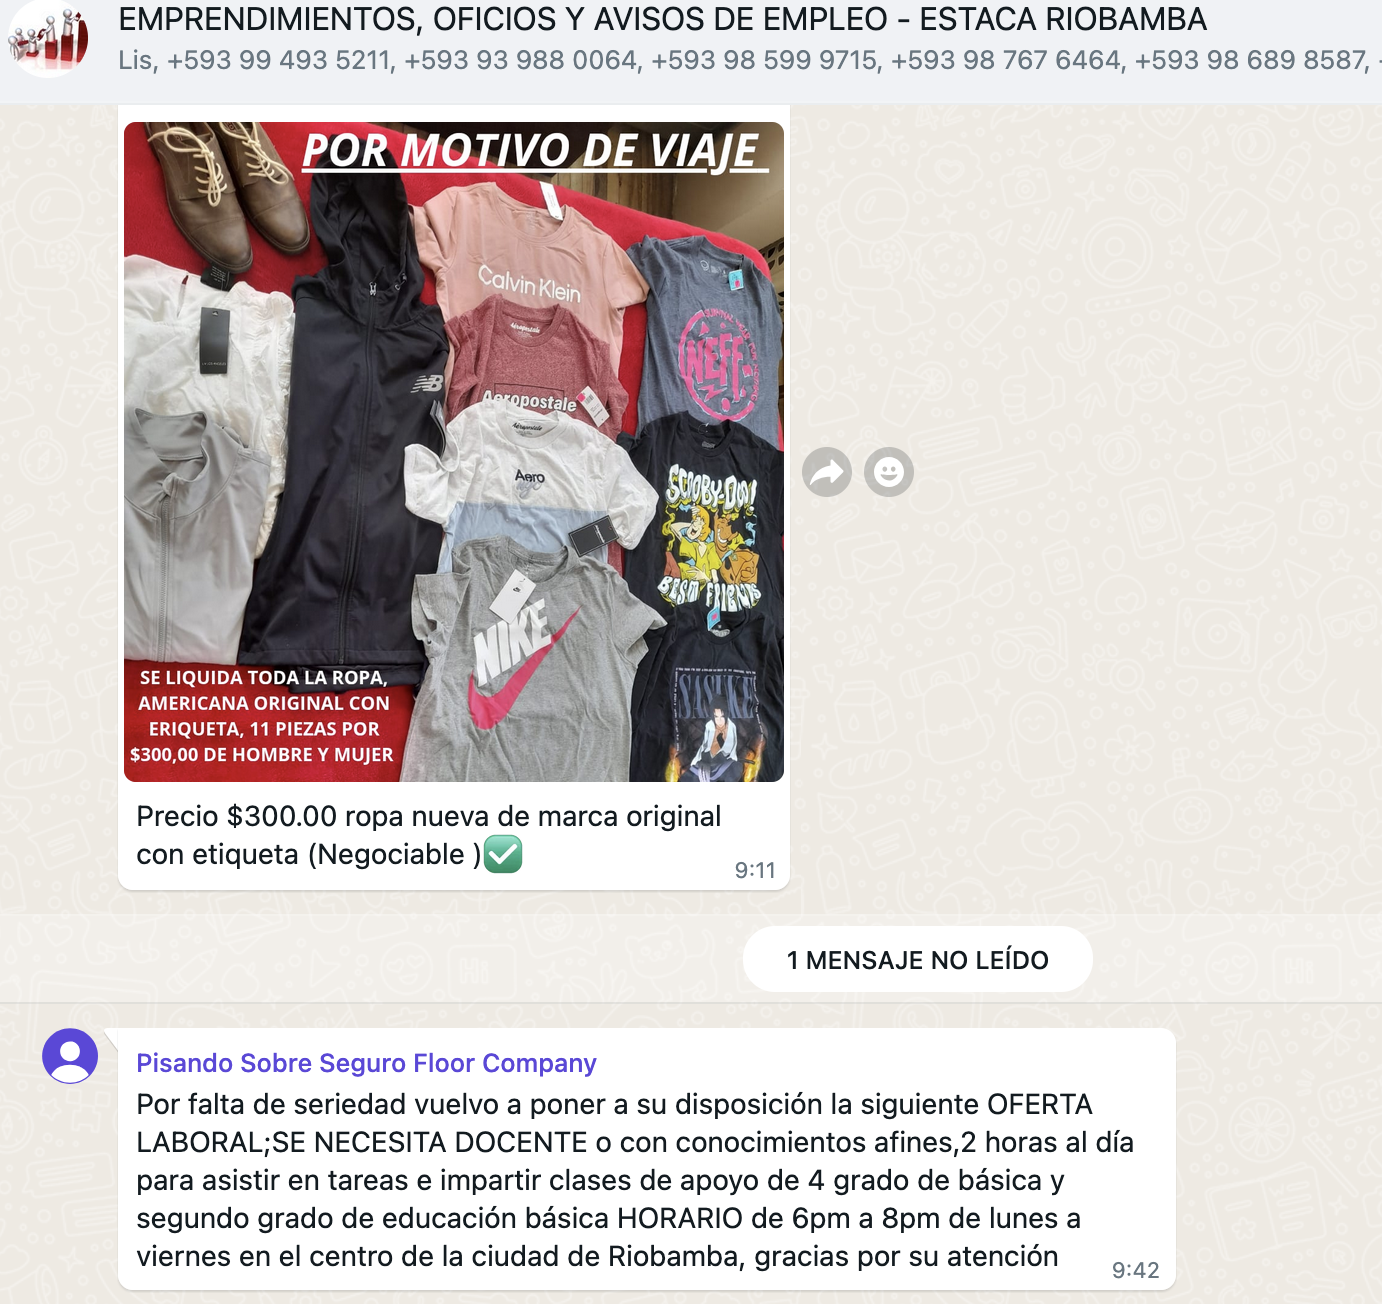 EMPRENDIMIENTOS, OFICIOS Y AVISOS DE EMPLEO - ESTACA RIOBAMBA
Lis, +593 99 493 5211, +593 93 988 0064, +593 98 599 9715, +593 98 767 6464, +593 98 689 8587,
POR MOTIVO DE VIAJE
Calvin Klein
Aéropostale
Aeropostale
NEFF
NB
Aéropostale
Aero
SCOOBY-DOO!
BEST FRIENDS
NIKE
SASUKE
SE LIQUIDA TODA LA ROPA,
AMERICANA ORIGINAL CON
ERIQUETA, 11 PIEZAS POR
$300,00 DE HOMBRE Y MUJER
Precio $300.00 ropa nueva de marca original
con etiqueta (Negociable )✅
9:11
1 MENSAJE NO LEÍDO
Pisando Sobre Seguro Floor Company
Por falta de seriedad vuelvo a poner a su disposición la siguiente OFERTA
LABORAL;SE NECESITA DOCENTE o con conocimientos afines,2 horas al día
para asistir en tareas e impartir clases de apoyo de 4 grado de básica y
segundo grado de educación básica HORARIO de 6pm a 8pm de lunes a
viernes en el centro de la ciudad de Riobamba, gracias por su atención
9:42